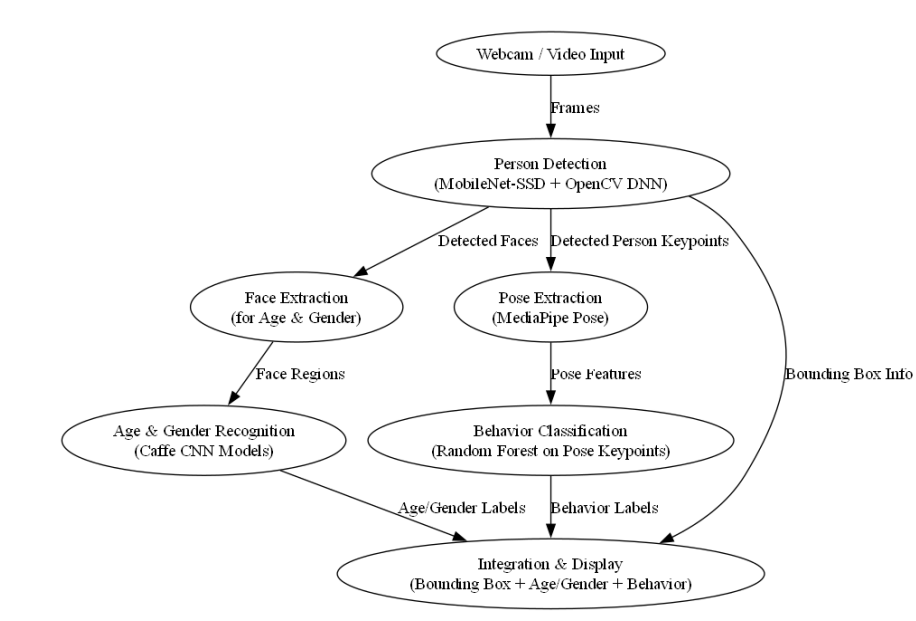 Webcam / Video Input
Frames
Person Detection
(MobileNet-SSD + OpenCV DNN)
Detected Faces
Detected Person Keypoints
Face Extraction
(for Age & Gender)
Pose Extraction
(MediaPipe Pose)
Face Regions
Pose Features
Bounding Box Info
Age & Gender Recognition
(Caffe CNN Models)
Behavior Classification
(Random Forest on Pose Keypoints)
Age/Gender Labels
Behavior Labels
Integration & Display
(Bounding Box + Age/Gender + Behavior)